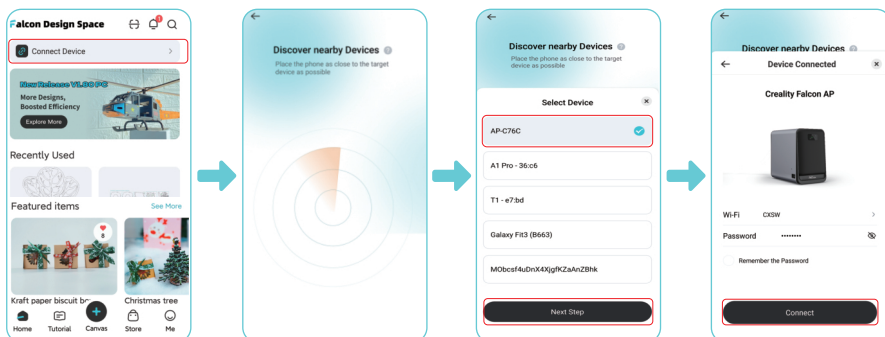 Falcon Design Space
1
Connect Device
New Release V1.60 PC
More Designs,
Boosted Efficiency
Explore More
Recently Used
Featured items
See More
8
Kraft paper biscuit b
Christmas tree
Home
Tutorial
Canvas
Store
Me
Discover nearby Devices
Place the phone as close to the target
device as possible
Discover nearby Devices
Place the phone as close to the target
device as possible
Select Device
AP-C76C
A1 Pro - 36:c6
T1 - e7:bd
Galaxy Fit3 (B663)
MObcsf4uDnX4XjgfKZaAnZBhk
Next Step
Discover nearby Devices
Device Connected
Creality Falcon AP
Wi-Fi
CXSW
Password
········
Remember the Password
Connect